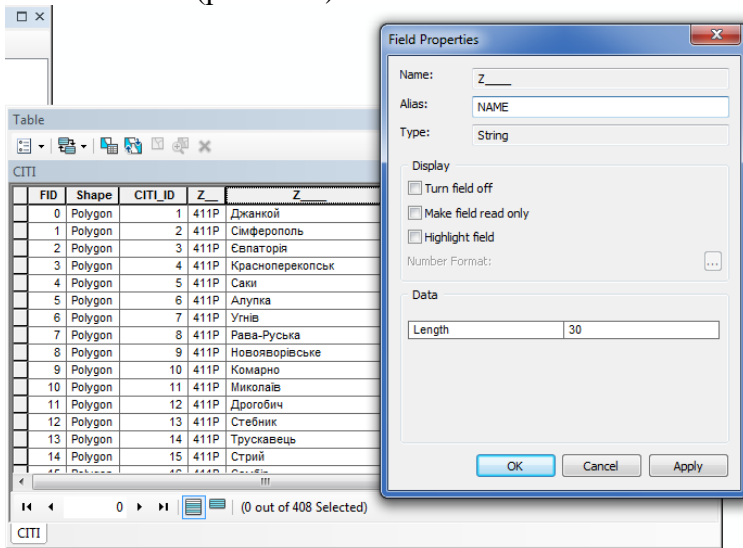 Field Properties
Name: Z____
Alias: NAME
Type: String
Display
Turn field off
Make field read only
Highlight field
Number Format: ...
Data
Length 30
OK Cancel Apply
Table
CITI
FID Shape CITI_ID Z__ Z____
0 Polygon 1 411P Джанкой
1 Polygon 2 411P Сімферополь
2 Polygon 3 411P Євпаторія
3 Polygon 4 411P Красноперекопськ
4 Polygon 5 411P Саки
5 Polygon 6 411P Алупка
6 Polygon 7 411P Угнів
7 Polygon 8 411P Рава-Руська
8 Polygon 9 411P Новояворівське
9 Polygon 10 411P Комарно
10 Polygon 11 411P Миколаїв
11 Polygon 12 411P Дрогобич
12 Polygon 13 411P Стебник
13 Polygon 14 411P Трускавець
14 Polygon 15 411P Стрий
0
(0 out of 408 Selected)
CITI